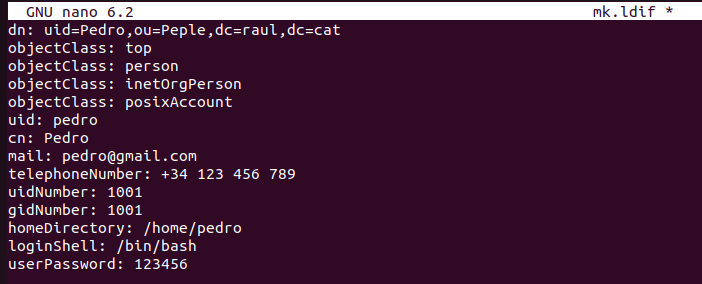 GNU nano 6.2 mk.ldif *
dn: uid=Pedro,ou=Peple,dc=raul,dc=cat
objectClass: top
objectClass: person
objectClass: inetOrgPerson
objectClass: posixAccount
uid: pedro
cn: Pedro
mail: pedro@gmail.com
telephoneNumber: +34 123 456 789
uidNumber: 1001
gidNumber: 1001
homeDirectory: /home/pedro
loginShell: /bin/bash
userPassword: 123456